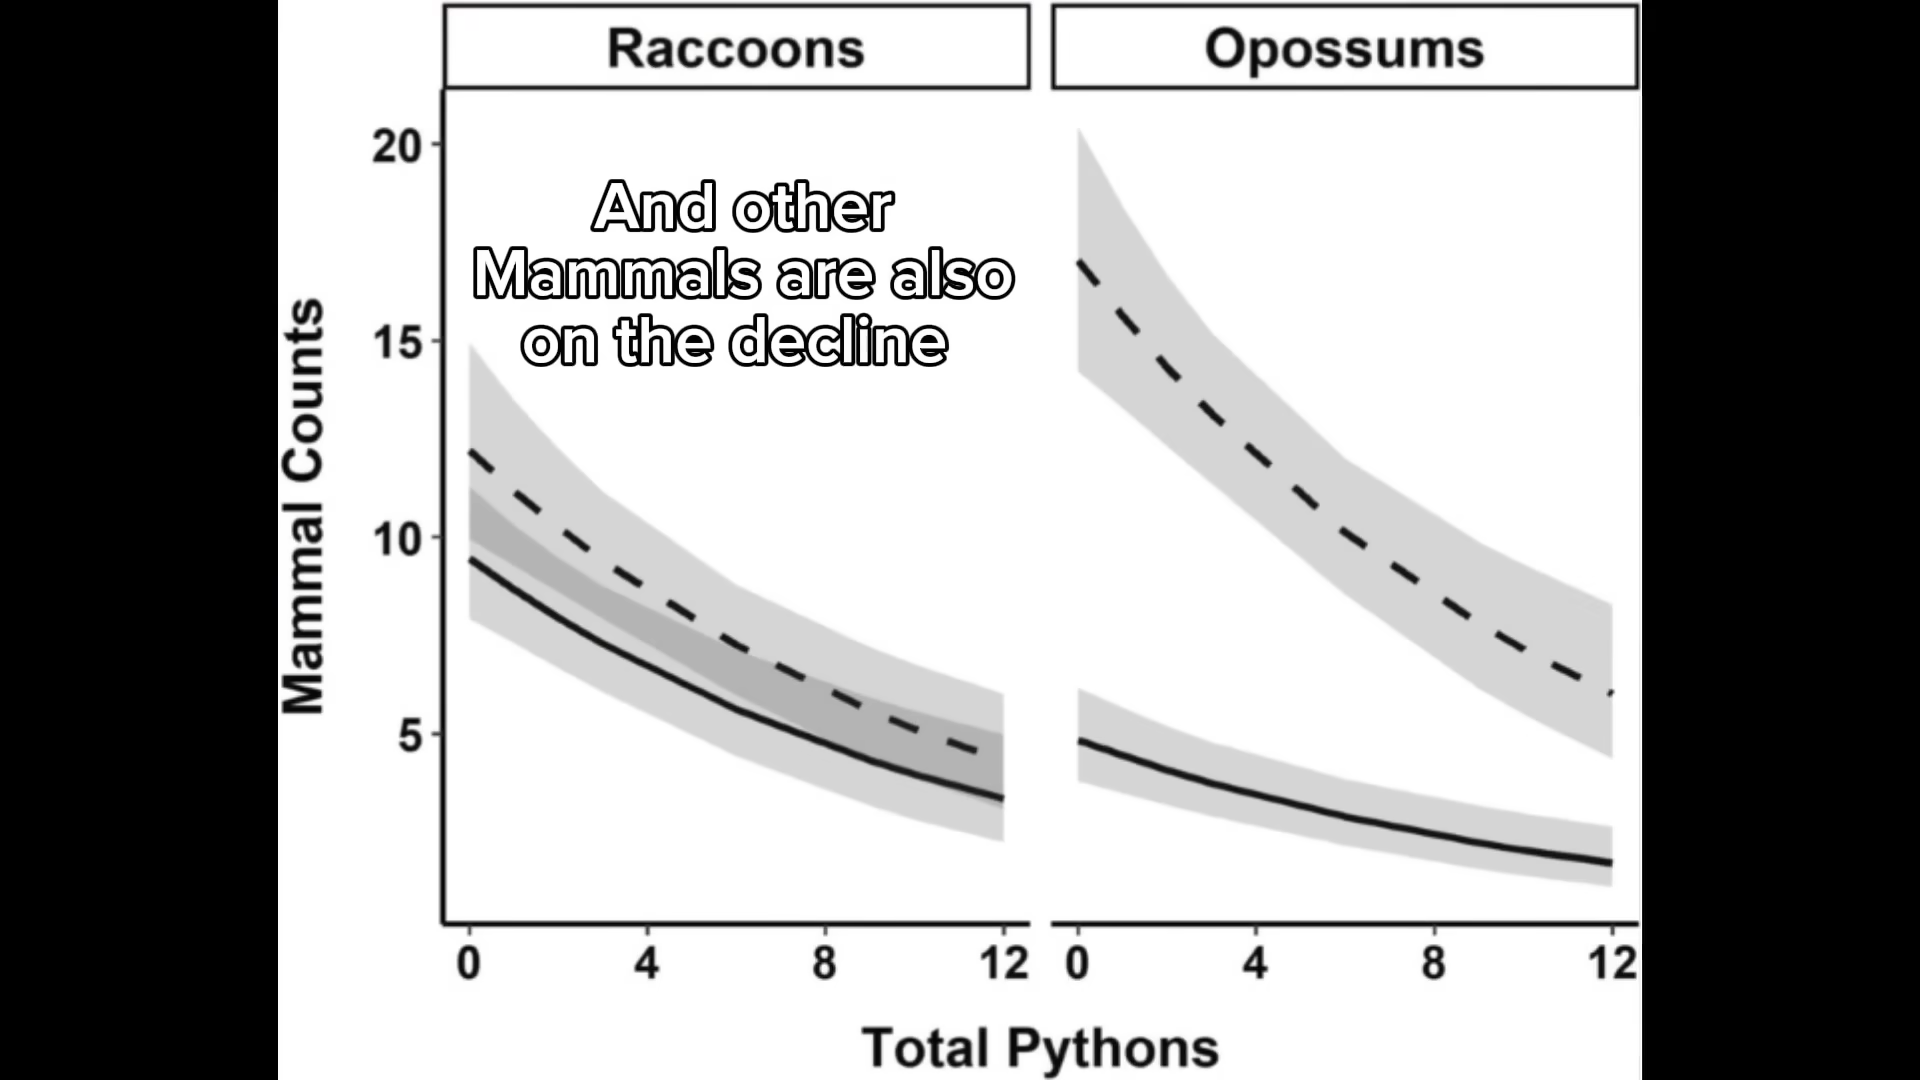 Raccoons
Opossums
And other
Mammals are also
on the decline
Mammal Counts
20
15
10
5
0 4 8 12
0 4 8 12
Total Pythons